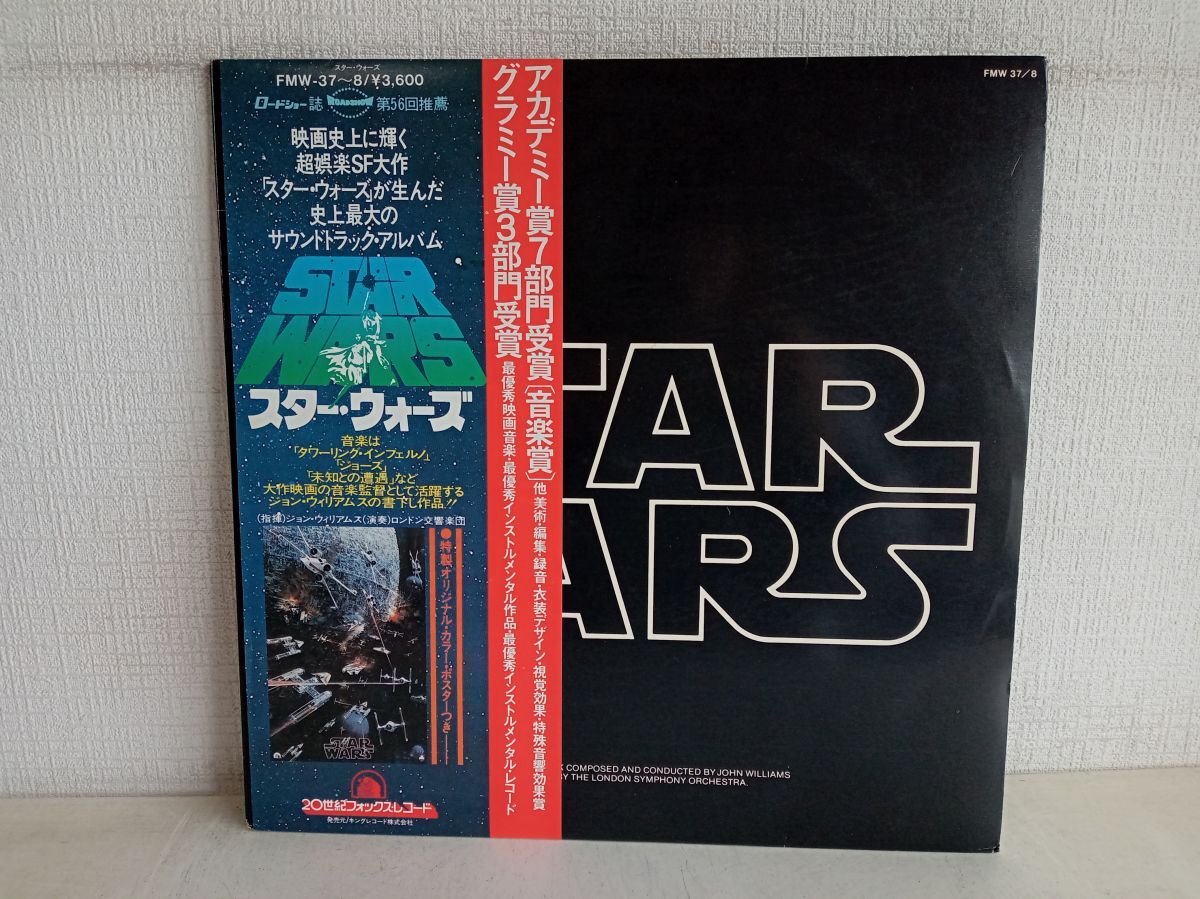 スター・ウォーズ
FMW-37〜8/¥3,600
ロードショー誌 ROADSHOW 第56回推薦
映画史上に輝く
超娯楽SF大作
「スター・ウォーズ」が生んだ
史上最大の
サウンドトラック・アルバム
STAR
WARS
スター・ウォーズ
音楽は
「タワーリング・インフェルノ」
「ジョーズ」
「未知との遭遇」など
大作映画の音楽監督として活躍する
ジョン・ウィリアムスの書下し作品!!
(指揮)ジョン・ウィリアムス(演奏)ロンドン交響楽団
●特製オリジナル・カラー・ポスターつき
STAR
WARS
20世紀フォックスレコード
発売元/キングレコード株式会社
アカデミー賞7部門受賞〔音楽賞〕他 美術・編集・録音・衣装デザイン・視覚効果・特殊音響効果賞
グラミー賞3部門受賞 最優秀映画音楽・最優秀インストルメンタル作品・最優秀インストルメンタル・レコード
FMW 37/8
TAR
ARS
K COMPOSED AND CONDUCTED BY JOHN WILLIAMS
BY THE LONDON SYMPHONY ORCHESTRA.